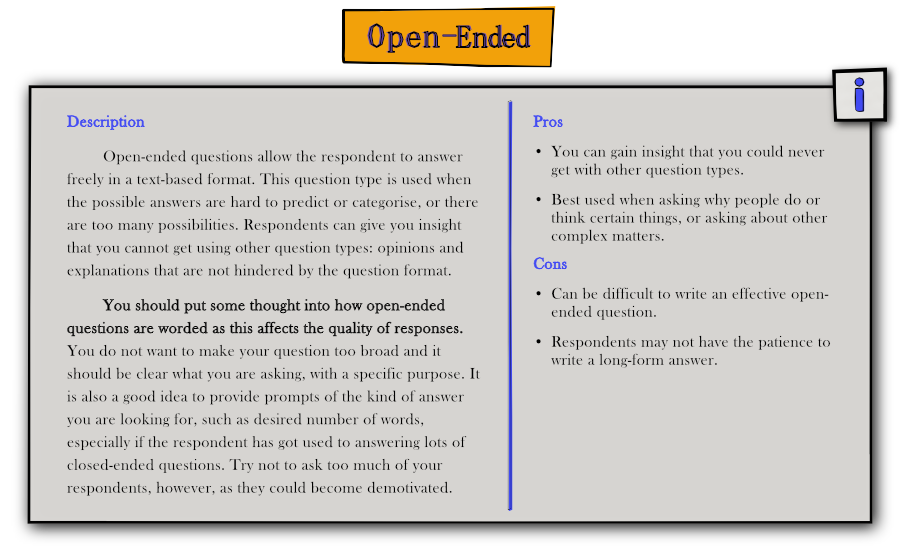 Open-Ended
i
Description
Open-ended questions allow the respondent to answer
freely in a text-based format. This question type is used when
the possible answers are hard to predict or categorise, or there
are too many possibilities. Respondents can give you insight
that you cannot get using other question types: opinions and
explanations that are not hindered by the question format.
You should put some thought into how open-ended
questions are worded as this affects the quality of responses.
You do not want to make your question too broad and it
should be clear what you are asking, with a specific purpose. It
is also a good idea to provide prompts of the kind of answer
you are looking for, such as desired number of words,
especially if the respondent has got used to answering lots of
closed-ended questions. Try not to ask too much of your
respondents, however, as they could become demotivated.
Pros
• You can gain insight that you could never
get with other question types.
• Best used when asking why people do or
think certain things, or asking about other
complex matters.
Cons
• Can be difficult to write an effective open-
ended question.
• Respondents may not have the patience to
write a long-form answer.